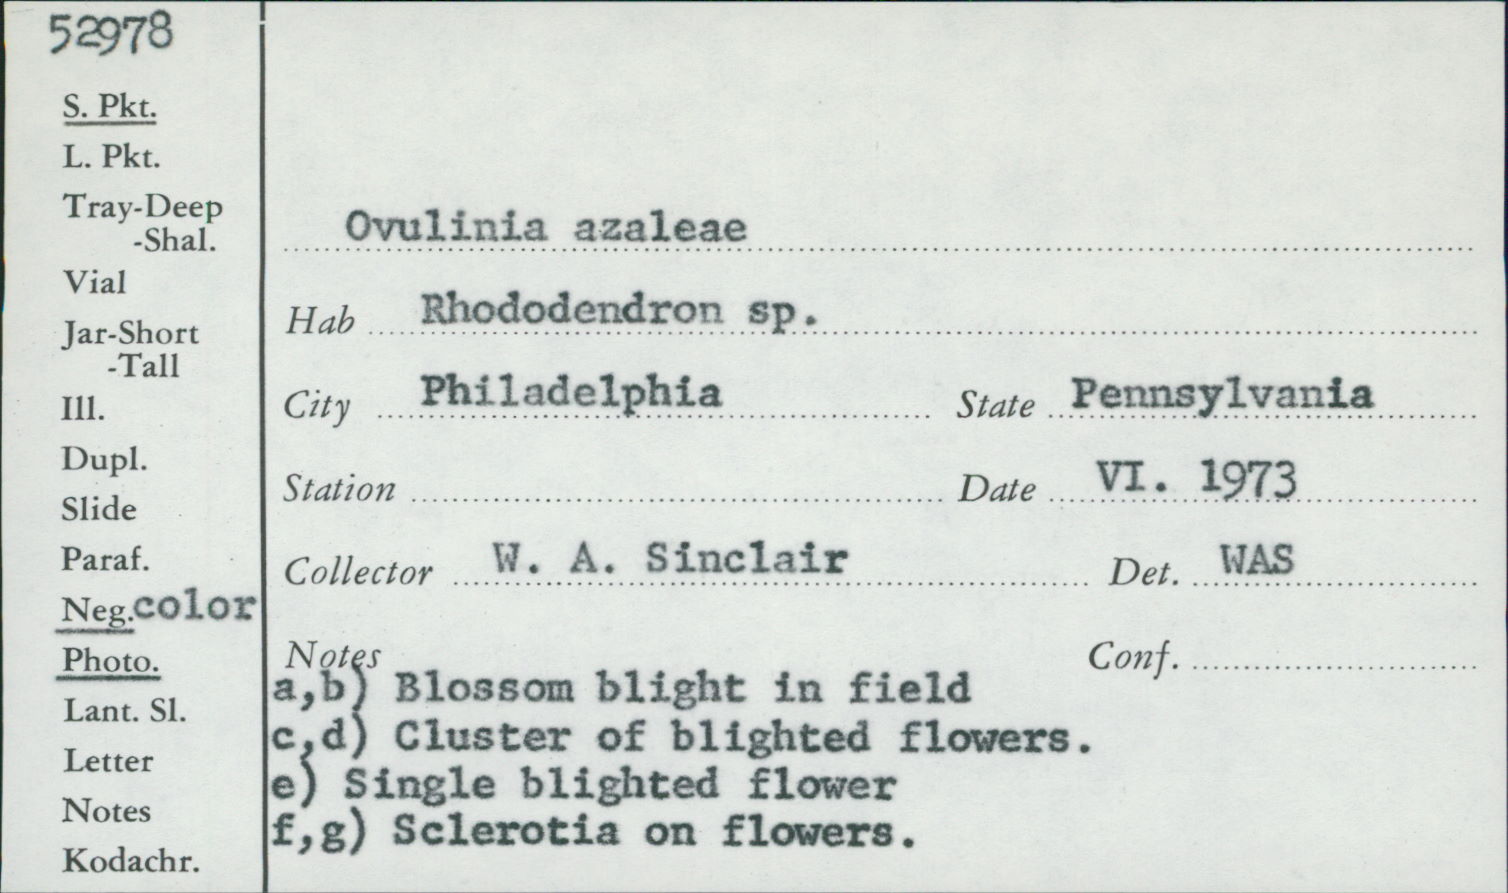 52978
S. Pkt.
L. Pkt.
Tray-Deep
-Shal.
Vial
Jar-Short
-Tall
Ill.
Dupl.
Slide
Paraf.
Neg.color
Photo.
Lant. Sl.
Letter
Notes
Kodachr.
Ovulinia azaleae
Hab Rhododendron sp.
City Philadelphia State Pennsylvania
Station Date VI. 1973
Collector W. A. Sinclair Det. WAS
Notes Conf.
a,b) Blossom blight in field
c,d) Cluster of blighted flowers.
e) Single blighted flower
f,g) Sclerotia on flowers.